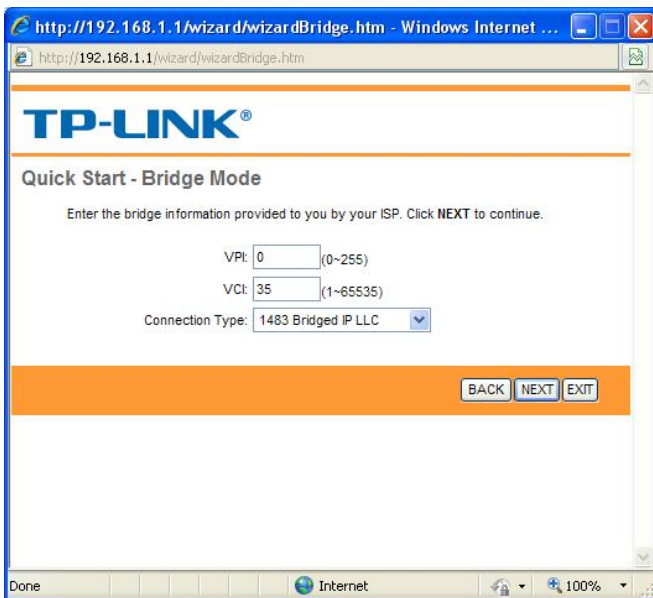 http://192.168.1.1/wizard/wizardBridge.htm - Windows Internet ...
http://192.168.1.1/wizard/wizardBridge.htm
TP-LINK®
Quick Start - Bridge Mode
Enter the bridge information provided to you by your ISP. Click NEXT to continue.
VPI: 0 (0~255)
VCI: 35 (1~65535)
Connection Type: 1483 Bridged IP LLC
BACK NEXT EXIT
Done Internet 100%